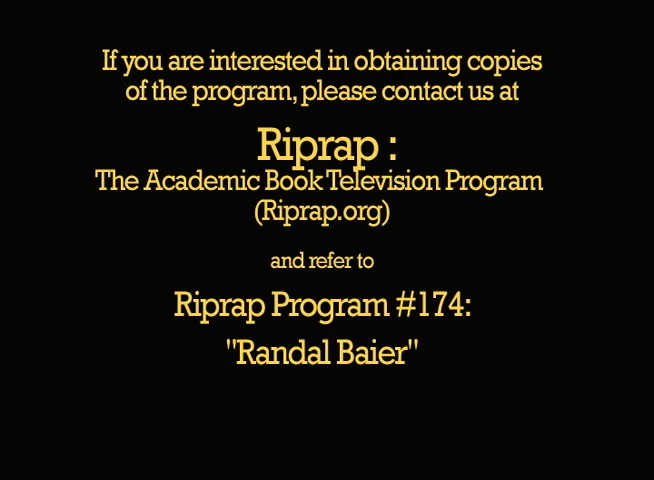 If you are interested in obtaining copies
of the program, please contact us at
Riprap :
The Academic Book Television Program
(Riprap.org)
and refer to
Riprap Program #174:
"Randal Baier"